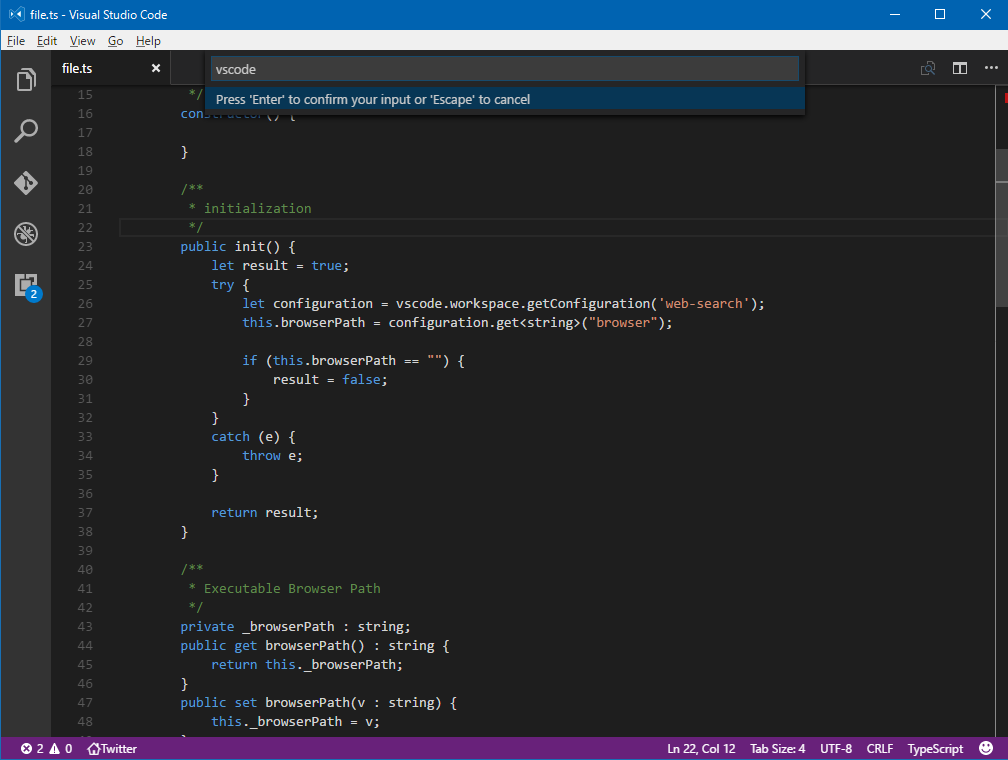 file.ts - Visual Studio Code
File Edit View Go Help
file.ts
vscode
Press 'Enter' to confirm your input or 'Escape' to cancel
15 */
16 constructor() {
17
18 }
19
20 /**
21 * initialization
22 */
23 public init() {
24 let result = true;
25 try {
26 let configuration = vscode.workspace.getConfiguration('web-search');
27 this.browserPath = configuration.get<string>("browser");
28
29 if (this.browserPath == "") {
30 result = false;
31 }
32 }
33 catch (e) {
34 throw e;
35 }
36
37 return result;
38 }
39
40 /**
41 * Executable Browser Path
42 */
43 private _browserPath : string;
44 public get browserPath() : string {
45 return this._browserPath;
46 }
47 public set browserPath(v : string) {
48 this._browserPath = v;
2
2 0 Twitter Ln 22, Col 12 Tab Size: 4 UTF-8 CRLF TypeScript